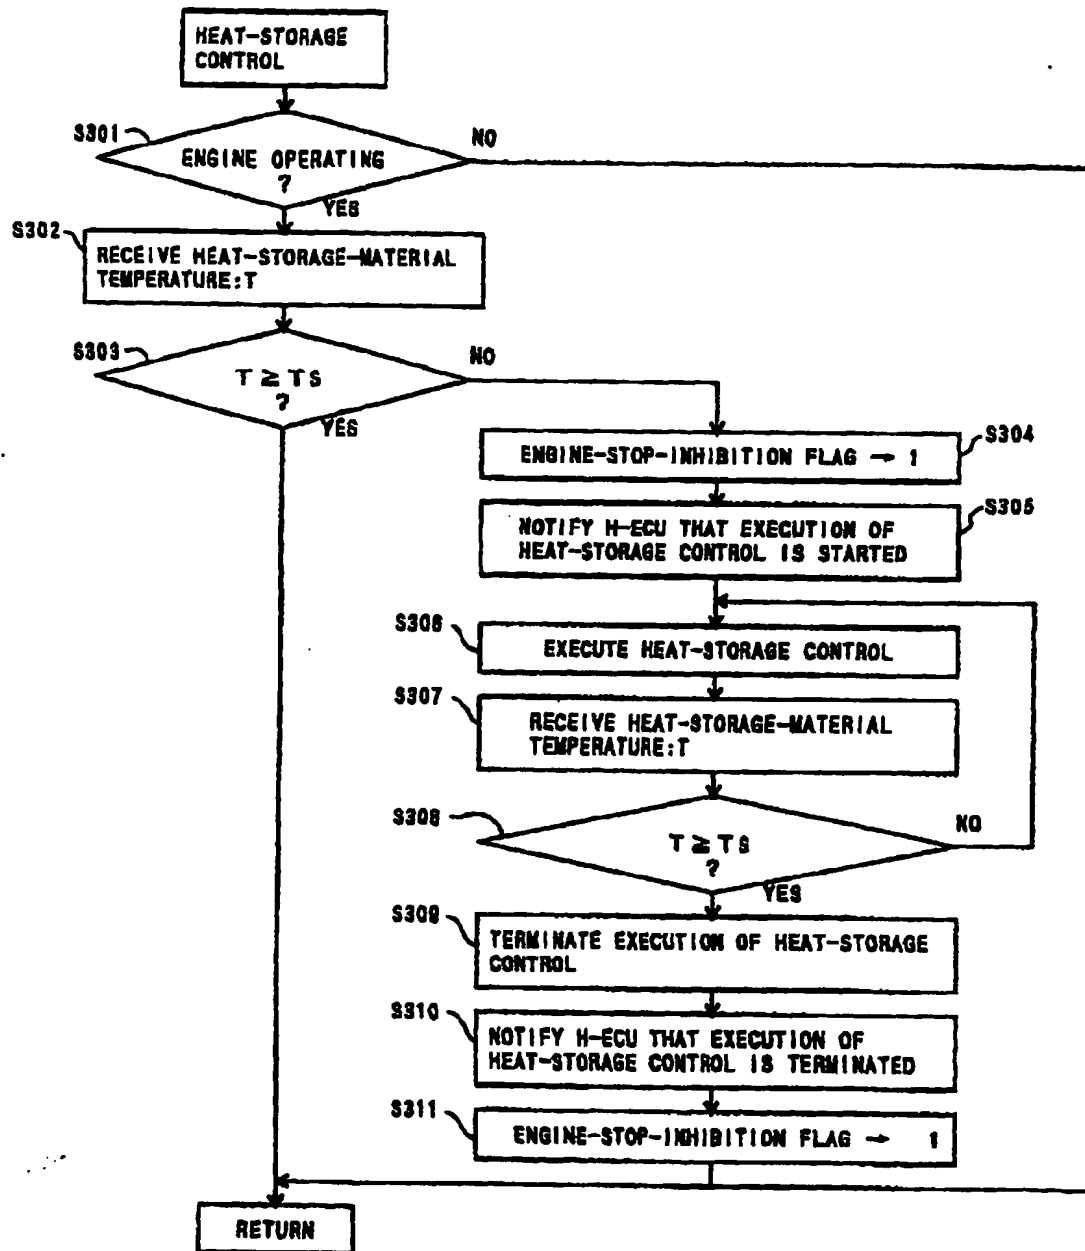 HEAT-STORAGE
CONTROL
S301
ENGINE OPERATING
?
NO
YES
S302
RECEIVE HEAT-STORAGE-MATERIAL
TEMPERATURE:T
S303
T ≧ TS
?
NO
YES
S304
ENGINE-STOP-INHIBITION FLAG → 1
S305
NOTIFY H-ECU THAT EXECUTION OF
HEAT-STORAGE CONTROL IS STARTED
S306
EXECUTE HEAT-STORAGE CONTROL
S307
RECEIVE HEAT-STORAGE-MATERIAL
TEMPERATURE:T
S308
T ≧ TS
?
NO
YES
S309
TERMINATE EXECUTION OF HEAT-STORAGE
CONTROL
S310
NOTIFY H-ECU THAT EXECUTION OF
HEAT-STORAGE CONTROL IS TERMINATED
S311
ENGINE-STOP-INHIBITION FLAG → 1
RETURN